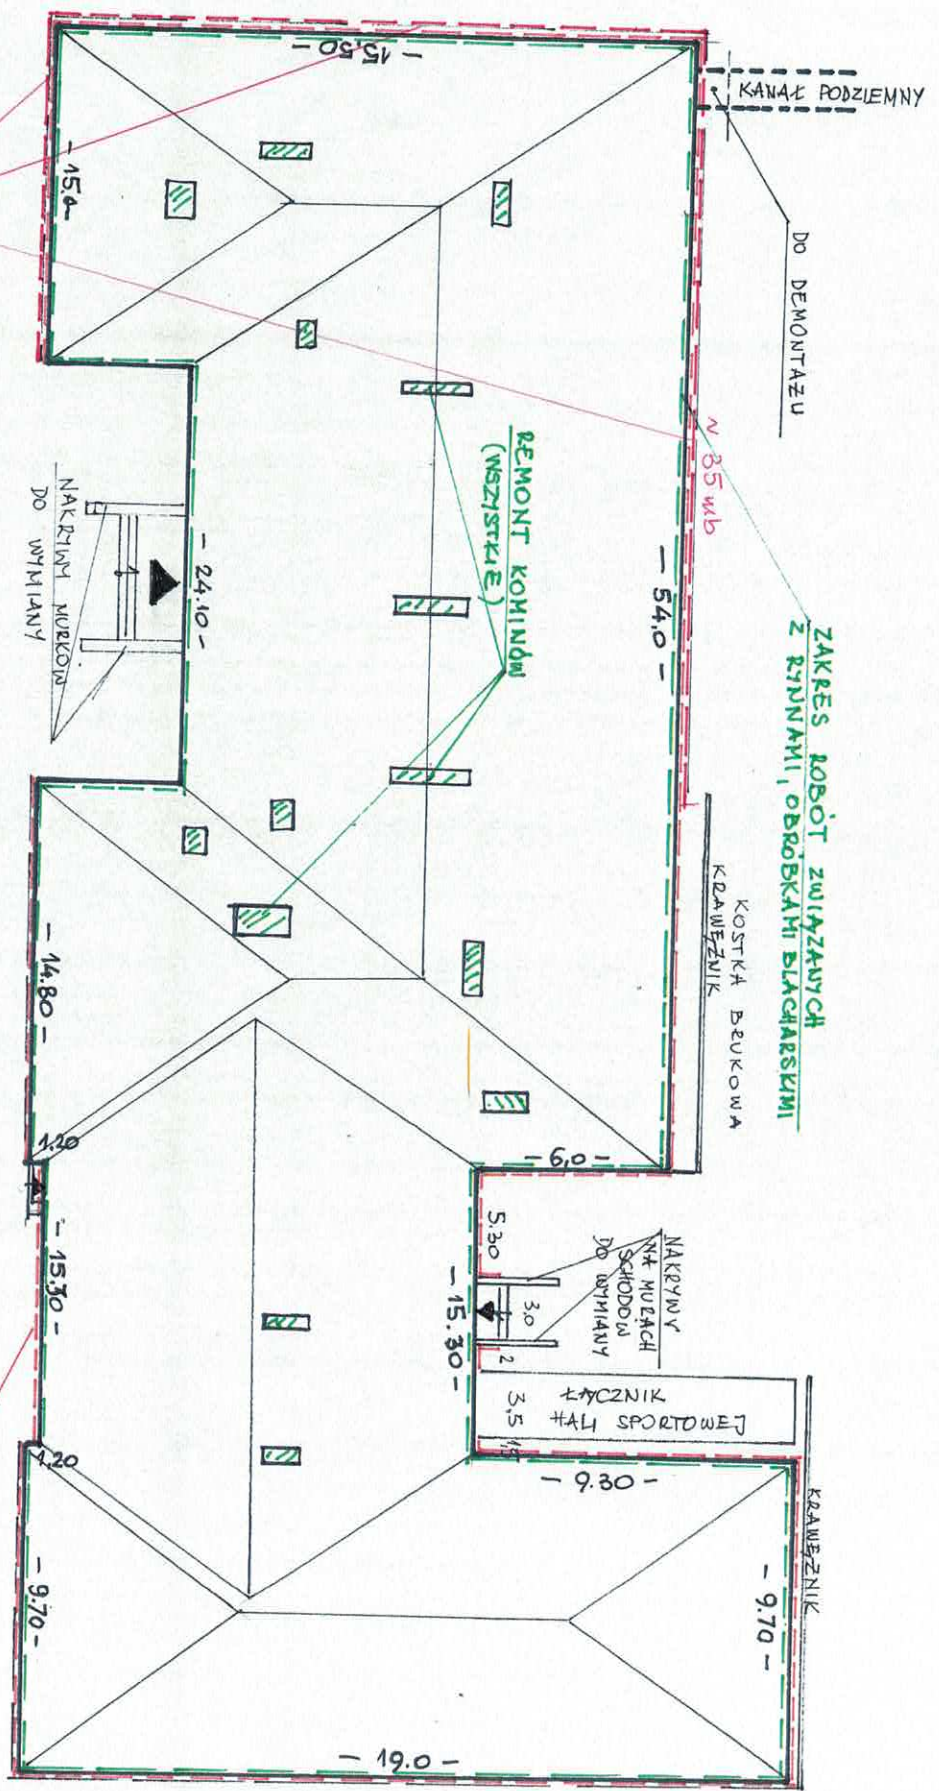 - 15,50 -
KANAŁ PODZIEMNY
DO DEMONTAŻU
- 15,0 -
~ 35 mb
- 54,0 -
ZAKRES ROBÓT ZWIĄZANYCH
Z RYNNAMI, OBRÓBKAMI BLACHARSKIMI
REMONT KOMINÓW
(WSZYSTKIE)
- 24.10 -
NAKRYWY MURKÓW
DO WYMIANY
KOSTKA BRUKOWA
KRAWĘŻNIK
- 14.80 -
1,20
- 6,0 -
5.30
3,0
2
NAKRYWY
NA MURACH
SCHODÓW
DO WYMIANY
- 15.30 -
- 15.30 -
ŁĄCZNIK
HALI SPORTOWEJ
3,5
1,20
- 9.30 -
KRAWĘŻNIK
- 9.70 -
- 9.70 -
- 19.0 -